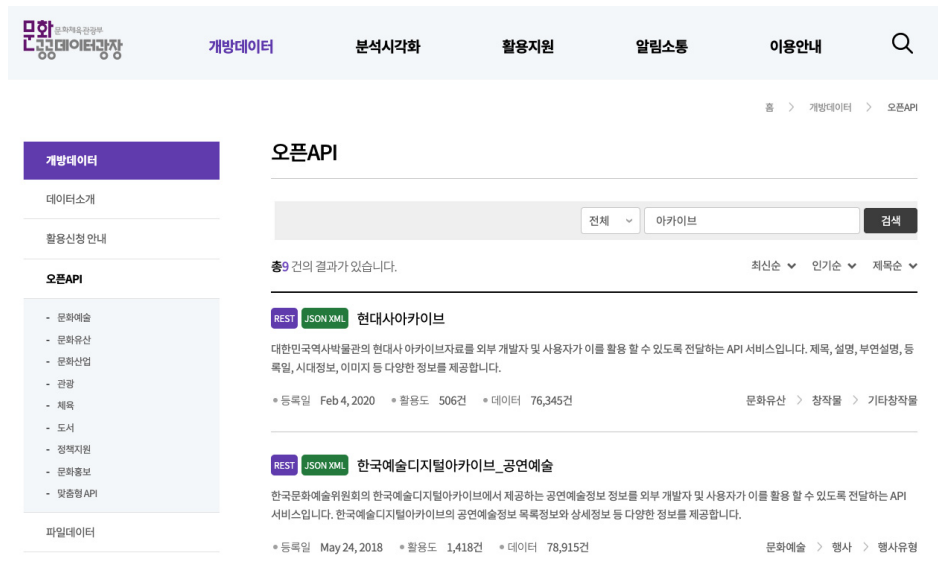 문화 문화체육관광부
공공데이터광장
개방데이터 분석시각화 활용지원 알림소통 이용안내
홈 > 개방데이터 > 오픈API
개방데이터
데이터소개
활용신청 안내
오픈API
- 문화예술
- 문화유산
- 문화산업
- 관광
- 체육
- 도서
- 정책지원
- 문화홍보
- 맞춤형 API
파일데이터
오픈API
전체 아카이브 검색
총9 건의 결과가 있습니다. 최신순 인기순 제목순
REST JSON XML 현대사아카이브
대한민국역사박물관의 현대사 아카이브자료를 외부 개발자 및 사용자가 이를 활용 할 수 있도록 전달하는 API 서비스입니다. 제목, 설명, 부연설명, 등
록일, 시대정보, 이미지 등 다양한 정보를 제공합니다.
등록일 Feb 4, 2020 활용도 506건 데이터 76,345건 문화유산 > 창작물 > 기타창작물
REST JSON XML 한국예술디지털아카이브_공연예술
한국문화예술위원회의 한국예술디지털아카이브에서 제공하는 공연예술정보 정보를 외부 개발자 및 사용자가 이를 활용 할 수 있도록 전달하는 API
서비스입니다. 한국예술디지털아카이브의 공연예술정보 목록정보와 상세정보 등 다양한 정보를 제공합니다.
등록일 May 24, 2018 활용도 1,418건 데이터 78,915건 문화예술 > 행사 > 행사유형